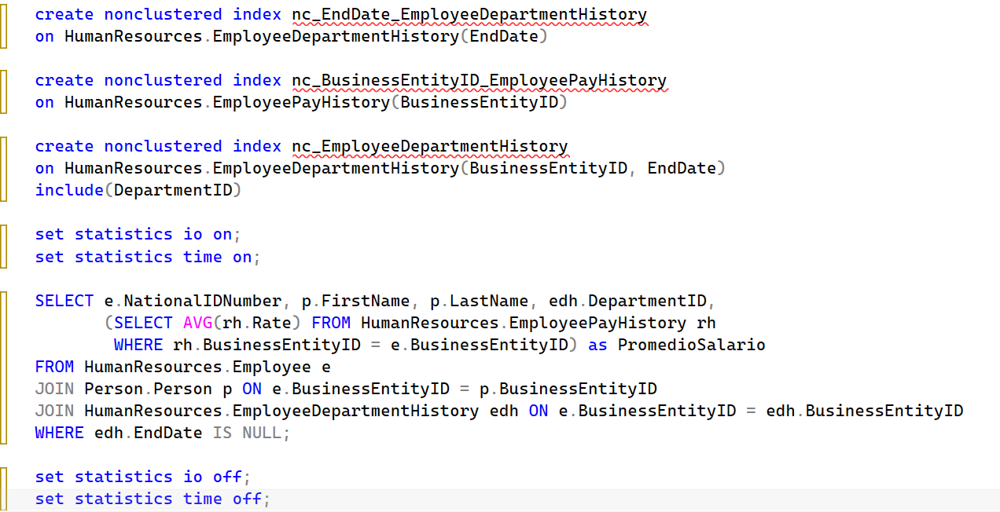 create nonclustered index nc_EndDate_EmployeeDepartmentHistory
on HumanResources.EmployeeDepartmentHistory(EndDate)
create nonclustered index nc_BusinessEntityID_EmployeePayHistory
on HumanResources.EmployeePayHistory(BusinessEntityID)
create nonclustered index nc_EmployeeDepartmentHistory
on HumanResources.EmployeeDepartmentHistory(BusinessEntityID, EndDate)
include(DepartmentID)
set statistics io on;
set statistics time on;
SELECT e.NationalIDNumber, p.FirstName, p.LastName, edh.DepartmentID,
(SELECT AVG(rh.Rate) FROM HumanResources.EmployeePayHistory rh
WHERE rh.BusinessEntityID = e.BusinessEntityID) as PromedioSalario
FROM HumanResources.Employee e
JOIN Person.Person p ON e.BusinessEntityID = p.BusinessEntityID
JOIN HumanResources.EmployeeDepartmentHistory edh ON e.BusinessEntityID = edh.BusinessEntityID
WHERE edh.EndDate IS NULL;
set statistics io off;
set statistics time off;